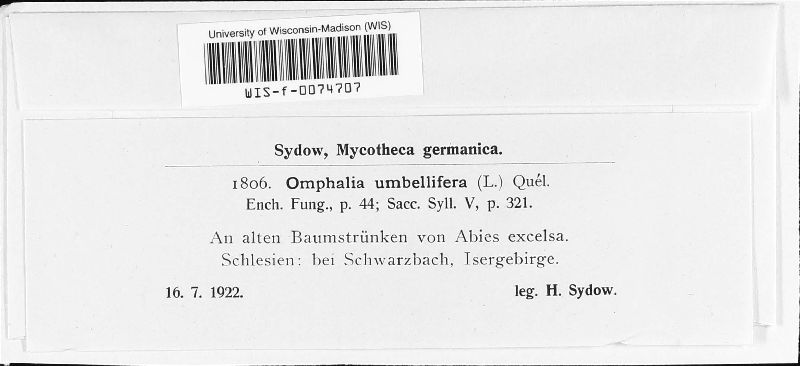 University of Wisconsin-Madison (WIS)
WIS-f-0074707
Sydow, Mycotheca germanica.
1806. Omphalia umbellifera (L.) Quél.
Ench. Fung., p. 44; Sacc. Syll. V, p. 321.
An alten Baumstrünken von Abies excelsa.
Schlesien: bei Schwarzbach, Isergebirge.
16. 7. 1922. leg. H. Sydow.